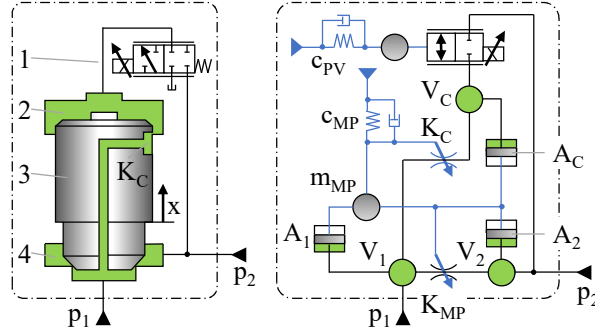 1
2
3
4
K_C
x
p_1
p_2
c_PV
V_C
c_MP
K_C
A_C
m_MP
A_1
V_1
V_2
A_2
K_MP
p_1
p_2